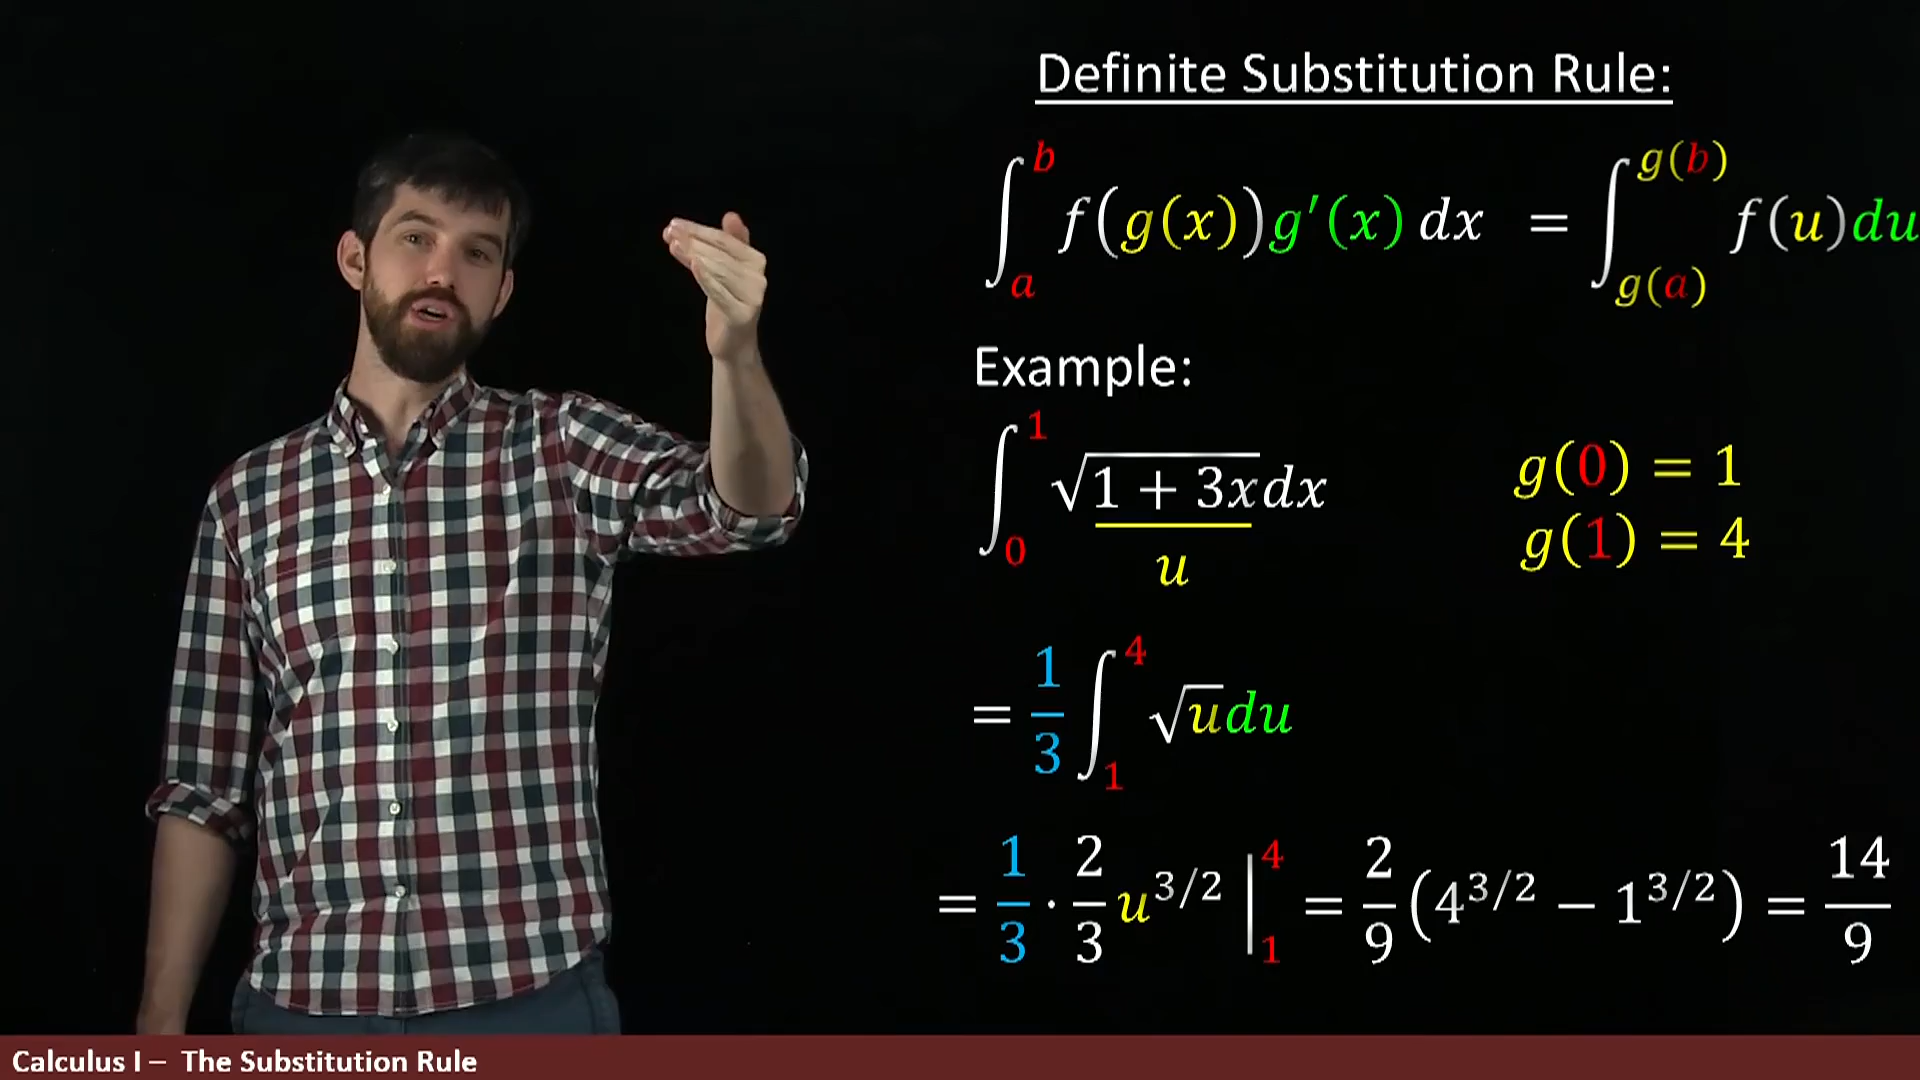 Definite Substitution Rule:
∫_a^b f(g(x))g′(x) dx = ∫_{g(a)}^{g(b)} f(u)du
Example:
∫_0^1 √(1 + 3x)dx
u
g(0) = 1
g(1) = 4
= 1/3 ∫_1^4 √u du
= 1/3 · 2/3 u^{3/2} |_1^4 = 2/9 (4^{3/2} − 1^{3/2}) = 14/9
Calculus I – The Substitution Rule